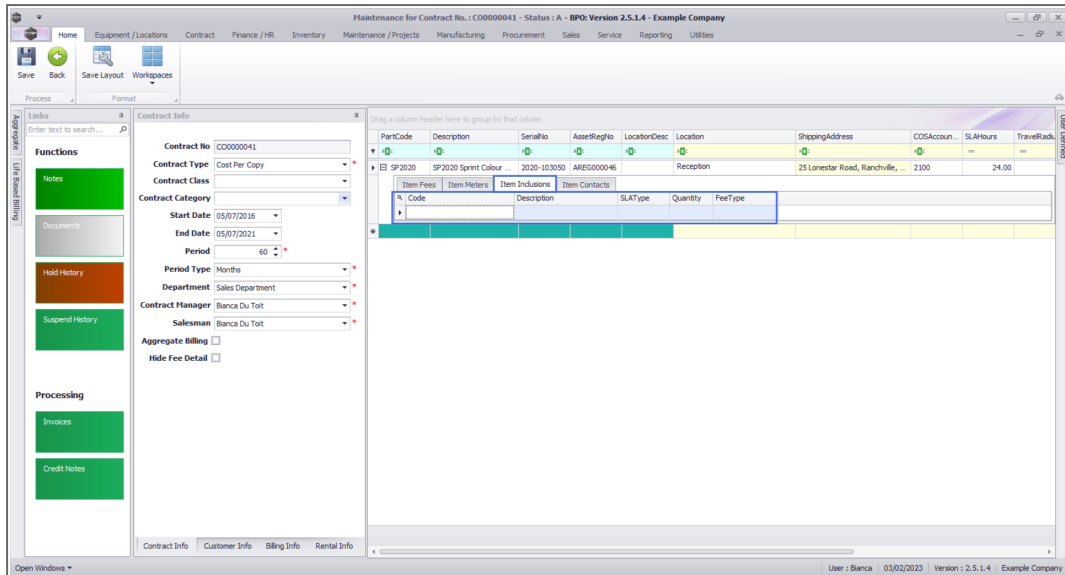 Maintenance for Contract No. : CO0000041 - Status : A - BPO: Version 2.5.1.4 - Example Company
Home Equipment / Locations Contract Finance / HR Inventory Maintenance / Projects Manufacturing Procurement Sales Service Reporting Utilities
Save Back Save Layout Workspaces
Process Format
Aggregate
Life Based Billing
Links
Enter text to search...
Functions
Notes
Documents
Hold History
Suspend History
Processing
Invoices
Credit Notes
Contract Info
Contract No CO0000041
Contract Type Cost Per Copy *
Contract Class
Contract Category
Start Date 05/07/2016
End Date 05/07/2021
Period 60 *
Period Type Months *
Department Sales Department *
Contract Manager Bianca Du Toit *
Salesman Bianca Du Toit *
Aggregate Billing
Hide Fee Detail
Contract Info Customer Info Billing Info Rental Info
Drag a column header here to group by that column
PartCode Description SerialNo AssetRegNo LocationDesc Location ShippingAddress COSAccoun... SLAHours TravelRadiu
= =
SP2020 SP2020 Sprint Colour ... 2020-103050 AREG000046 Reception 25 Lonestar Road, Ranchville, ... 2100 24.00
Item Fees Item Meters Item Inclusions Item Contacts
Code Description SLAType Quantity FeeType
User Defined
Open Windows User : Bianca 03/02/2023 Version : 2.5.1.4 Example Company